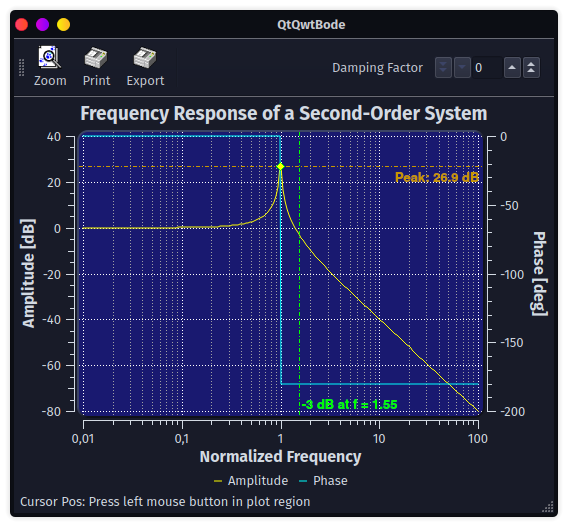 QtQwtBode
Zoom Print Export Damping Factor 0
Frequency Response of a Second-Order System
Amplitude [dB]
40
20
0
-20
-40
-60
-80
Peak: 26.9 dB
-3 dB at f = 1.55
0
-50
-100
-150
-200
Phase [deg]
0,01 0,1 1 10 100
Normalized Frequency
Amplitude Phase
Cursor Pos: Press left mouse button in plot region